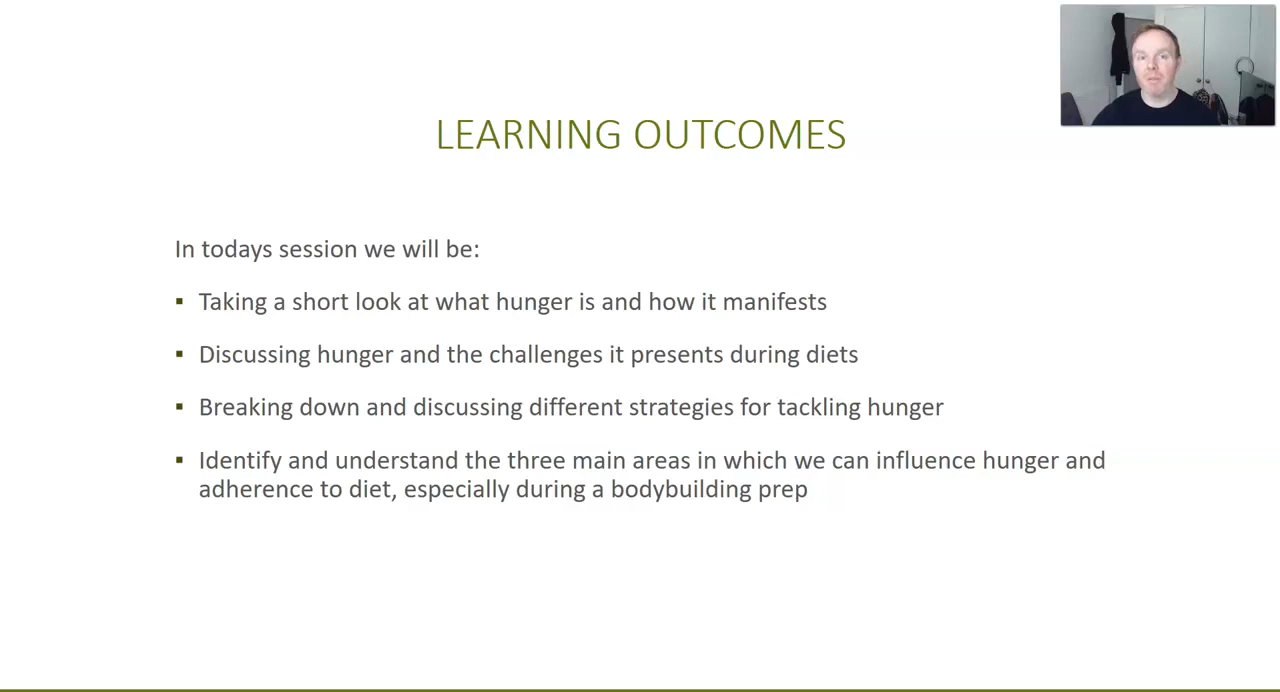 LEARNING OUTCOMES
In todays session we will be:
▪ Taking a short look at what hunger is and how it manifests
▪ Discussing hunger and the challenges it presents during diets
▪ Breaking down and discussing different strategies for tackling hunger
▪ Identify and understand the three main areas in which we can influence hunger and
adherence to diet, especially during a bodybuilding prep